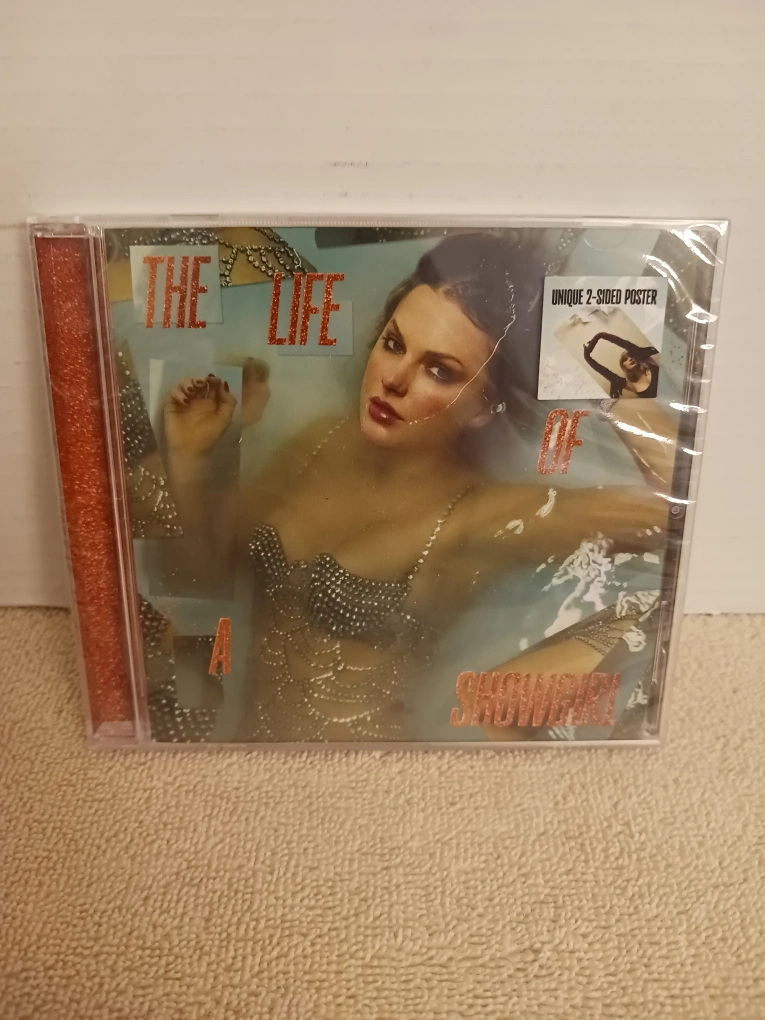 THE LIFE
UNIQUE 2-SIDED POSTER
OF
A
SHOWGIRL